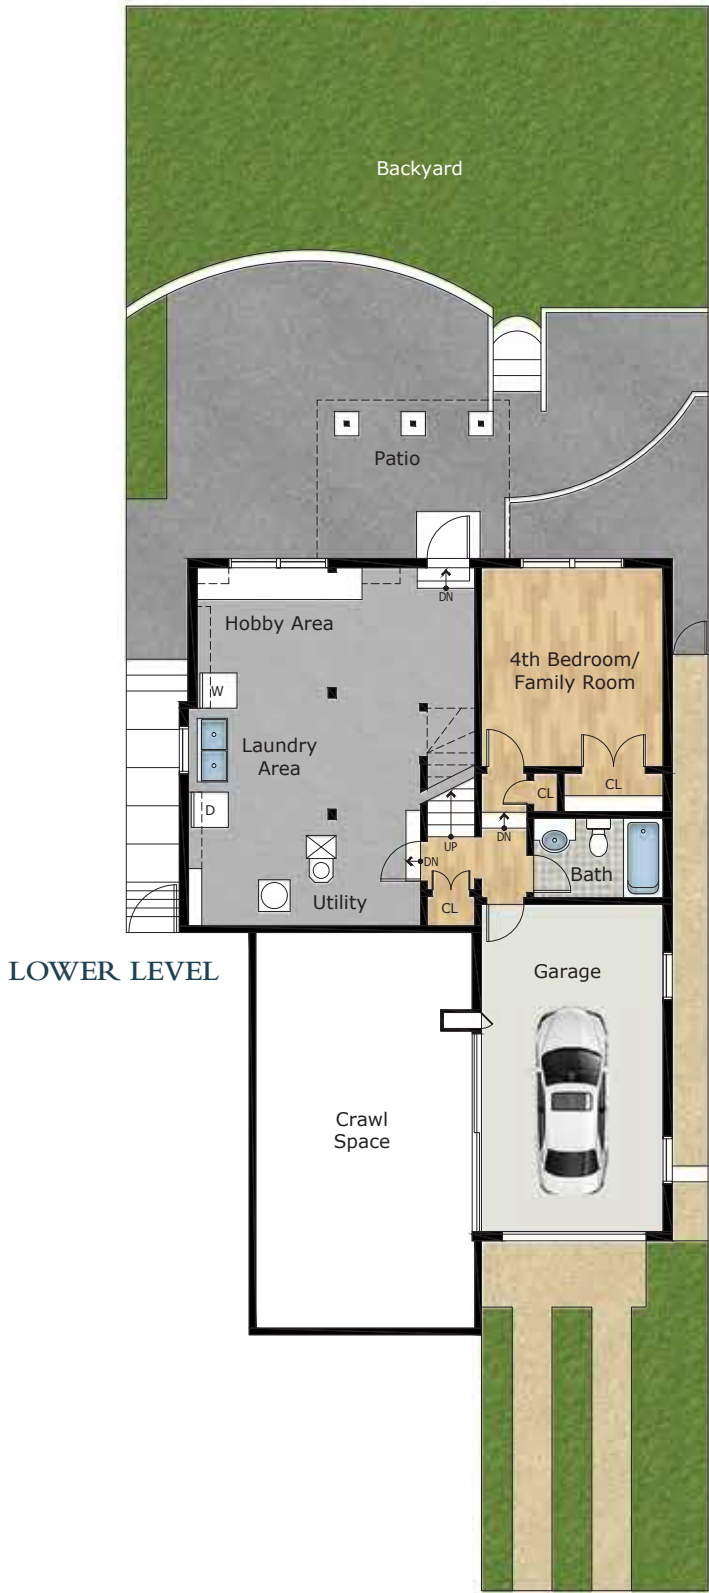 Backyard
Patio
DN
Hobby Area
4th Bedroom/
Family Room
W
Laundry
Area
CL
CL
D
UP
DN
DN
Bath
Utility
CL
LOWER LEVEL
Garage
Crawl
Space